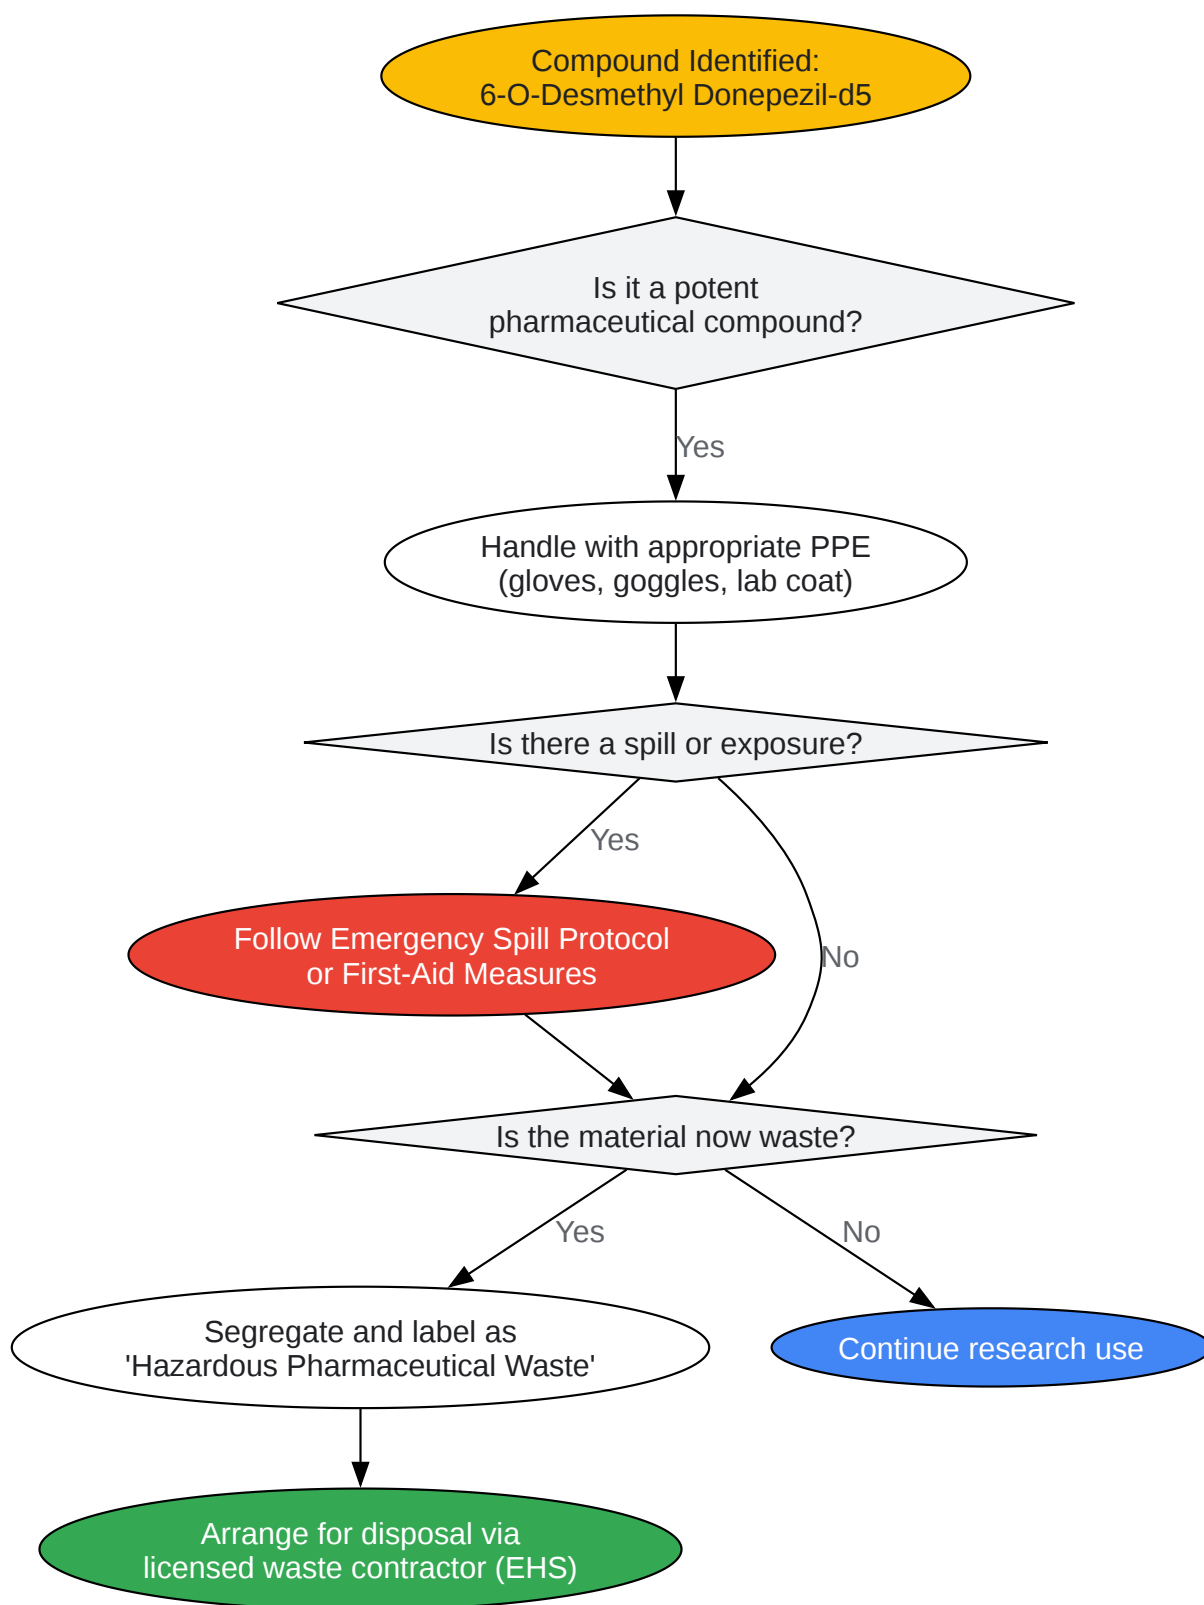 Compound Identified:
6-O-Desmethyl Donepezil-d5
Is it a potent
pharmaceutical compound?
Yes
Handle with appropriate PPE
(gloves, goggles, lab coat)
Is there a spill or exposure?
Yes
Follow Emergency Spill Protocol
or First-Aid Measures
No
Is the material now waste?
Yes
No
Segregate and label as
'Hazardous Pharmaceutical Waste'
Continue research use
Arrange for disposal via
licensed waste contractor (EHS)